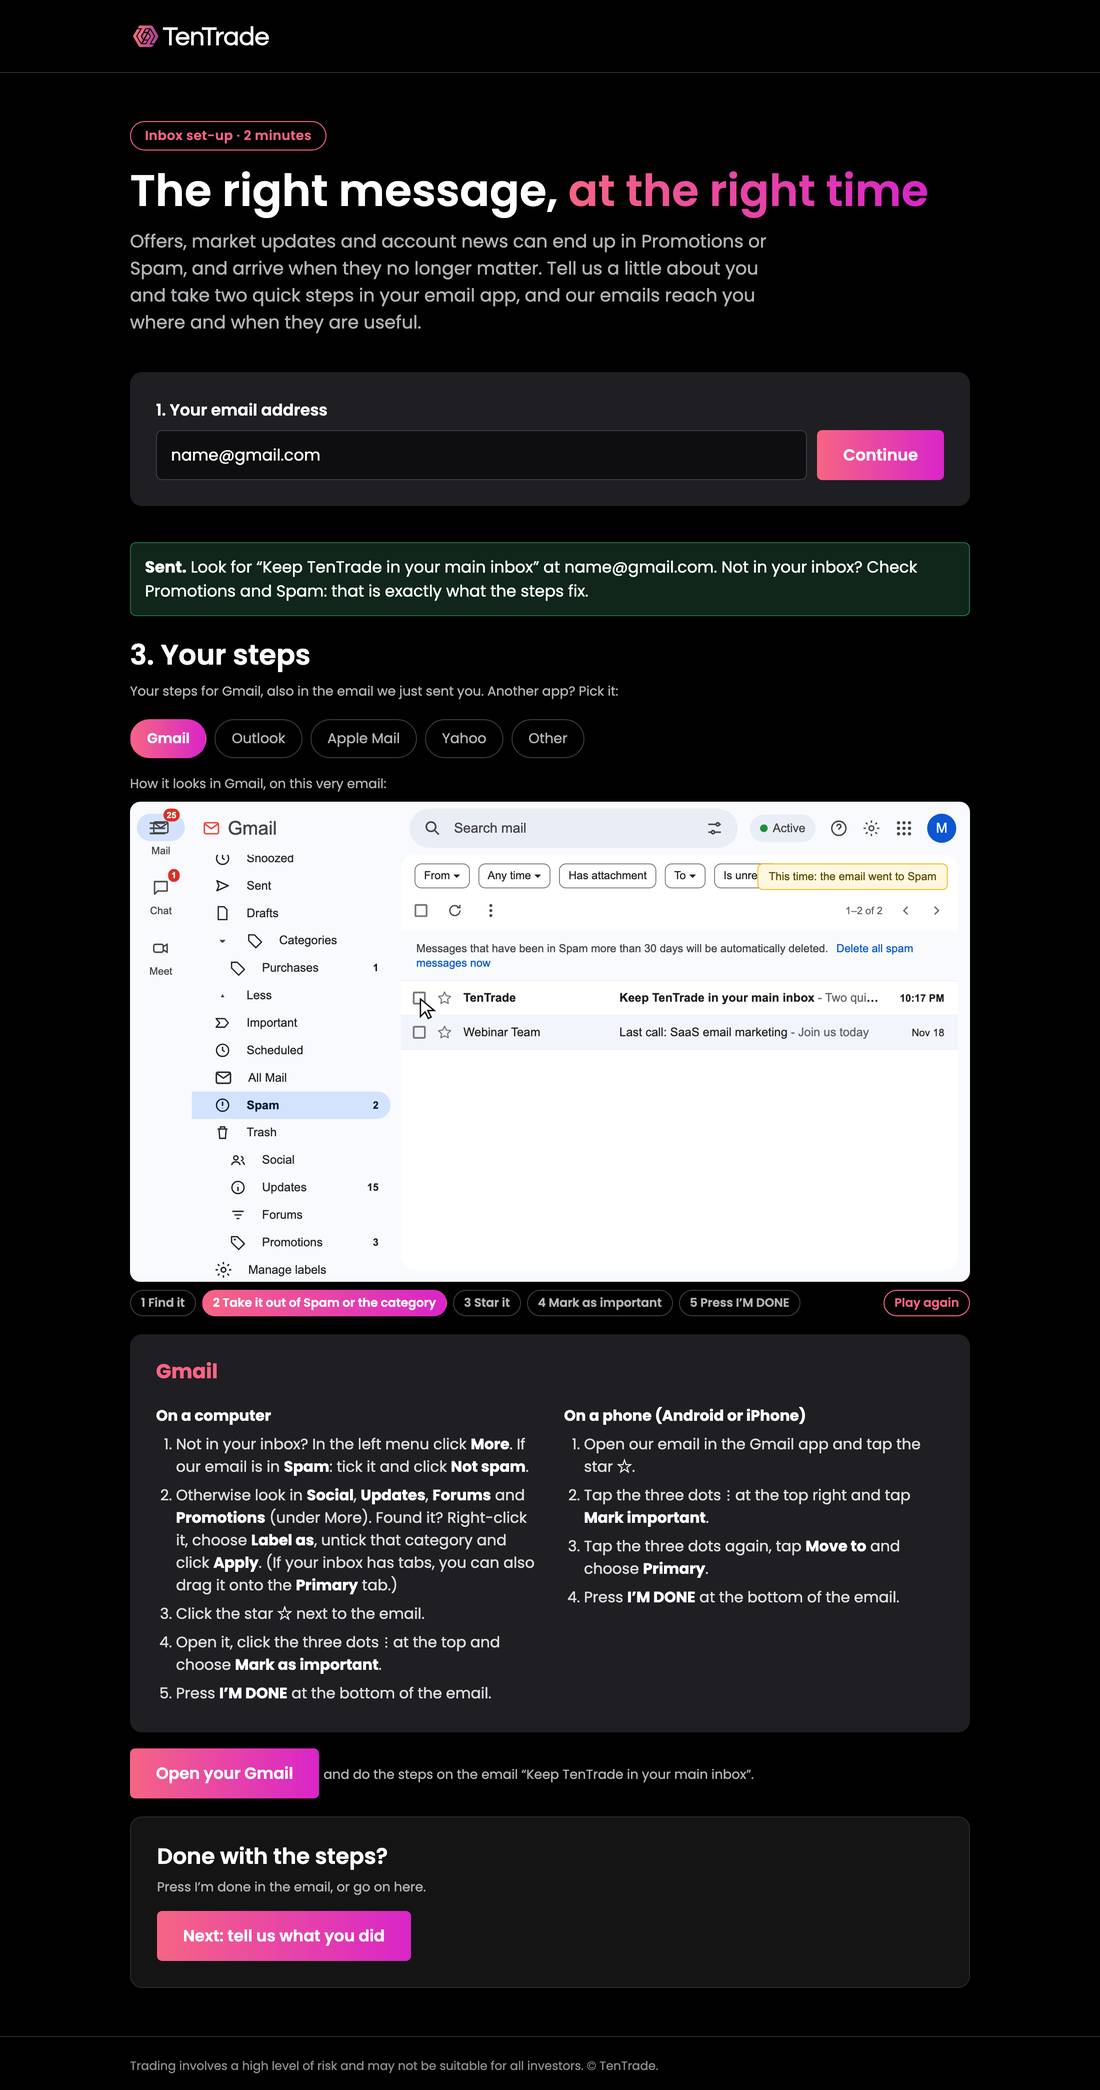 TenTrade
Inbox set-up · 2 minutes
The right message, at the right time
Offers, market updates and account news can end up in Promotions or
Spam, and arrive when they no longer matter. Tell us a little about you
and take two quick steps in your email app, and our emails reach you
where and when they are useful.
1. Your email address
name@gmail.com
Continue
Sent. Look for “Keep TenTrade in your main inbox” at name@gmail.com. Not in your inbox? Check
Promotions and Spam: that is exactly what the steps fix.
3. Your steps
Your steps for Gmail, also in the email we just sent you. Another app? Pick it:
Gmail
Outlook
Apple Mail
Yahoo
Other
How it looks in Gmail, on this very email:
25
Mail
1
Chat
Meet
Gmail
Search mail
Active
M
Snoozed
Sent
Drafts
Categories
Purchases 1
Less
Important
Scheduled
All Mail
Spam 2
Trash
Social
Updates 15
Forums
Promotions 3
Manage labels
From
Any time
Has attachment
To
Is unre
This time: the email went to Spam
1–2 of 2
Messages that have been in Spam more than 30 days will be automatically deleted. Delete all spam
messages now
TenTrade Keep TenTrade in your main inbox - Two qui... 10:17 PM
Webinar Team Last call: SaaS email marketing - Join us today Nov 18
1 Find it
2 Take it out of Spam or the category
3 Star it
4 Mark as important
5 Press I’M DONE
Play again
Gmail
On a computer
1. Not in your inbox? In the left menu click More. If
our email is in Spam: tick it and click Not spam.
2. Otherwise look in Social, Updates, Forums and
Promotions (under More). Found it? Right-click
it, choose Label as, untick that category and
click Apply. (If your inbox has tabs, you can also
drag it onto the Primary tab.)
3. Click the star ☆ next to the email.
4. Open it, click the three dots ⋮ at the top and
choose Mark as important.
5. Press I’M DONE at the bottom of the email.
On a phone (Android or iPhone)
1. Open our email in the Gmail app and tap the
star ☆.
2. Tap the three dots ⋮ at the top right and tap
Mark important.
3. Tap the three dots again, tap Move to and
choose Primary.
4. Press I’M DONE at the bottom of the email.
Open your Gmail and do the steps on the email “Keep TenTrade in your main inbox”.
Done with the steps?
Press I’m done in the email, or go on here.
Next: tell us what you did
Trading involves a high level of risk and may not be suitable for all investors. © TenTrade.